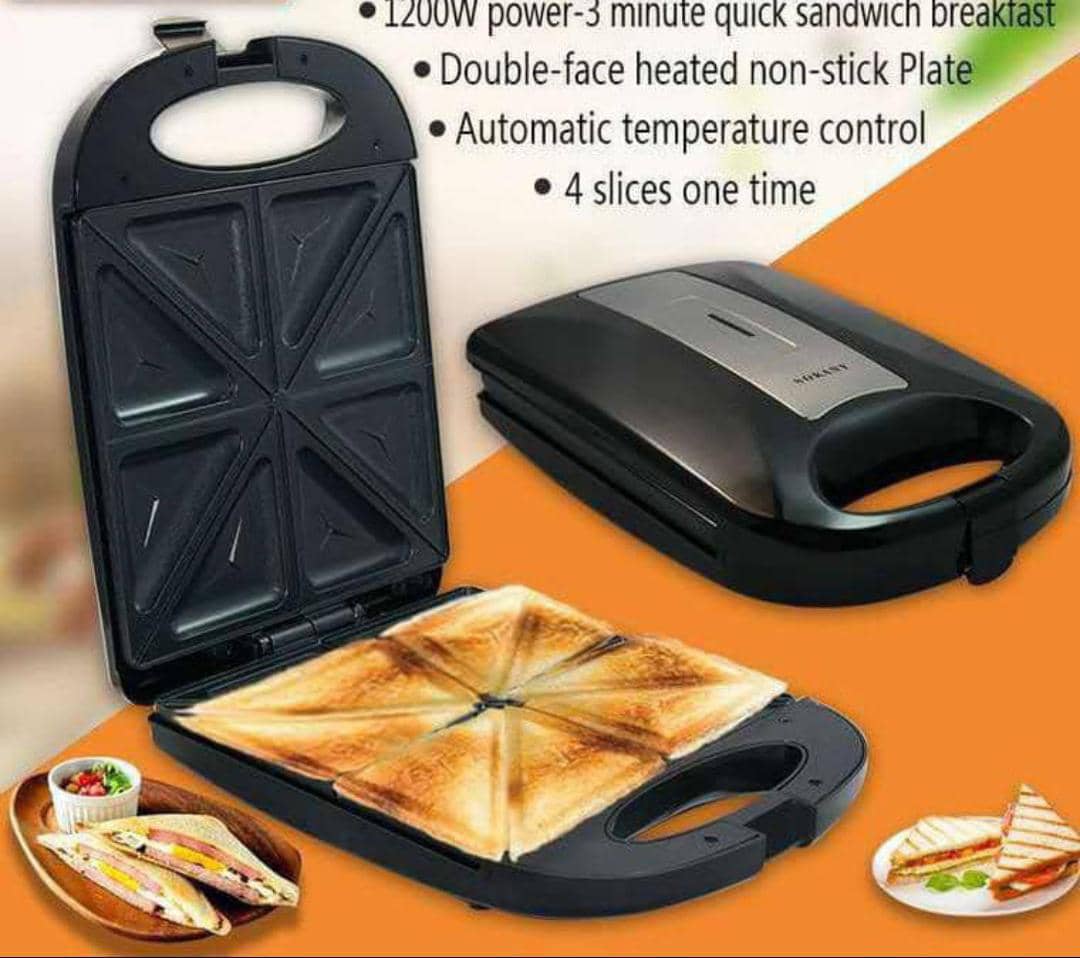 • 1200W power-3 minute quick sandwich breakfast
• Double-face heated non-stick Plate
• Automatic temperature control
• 4 slices one time
SOKANY